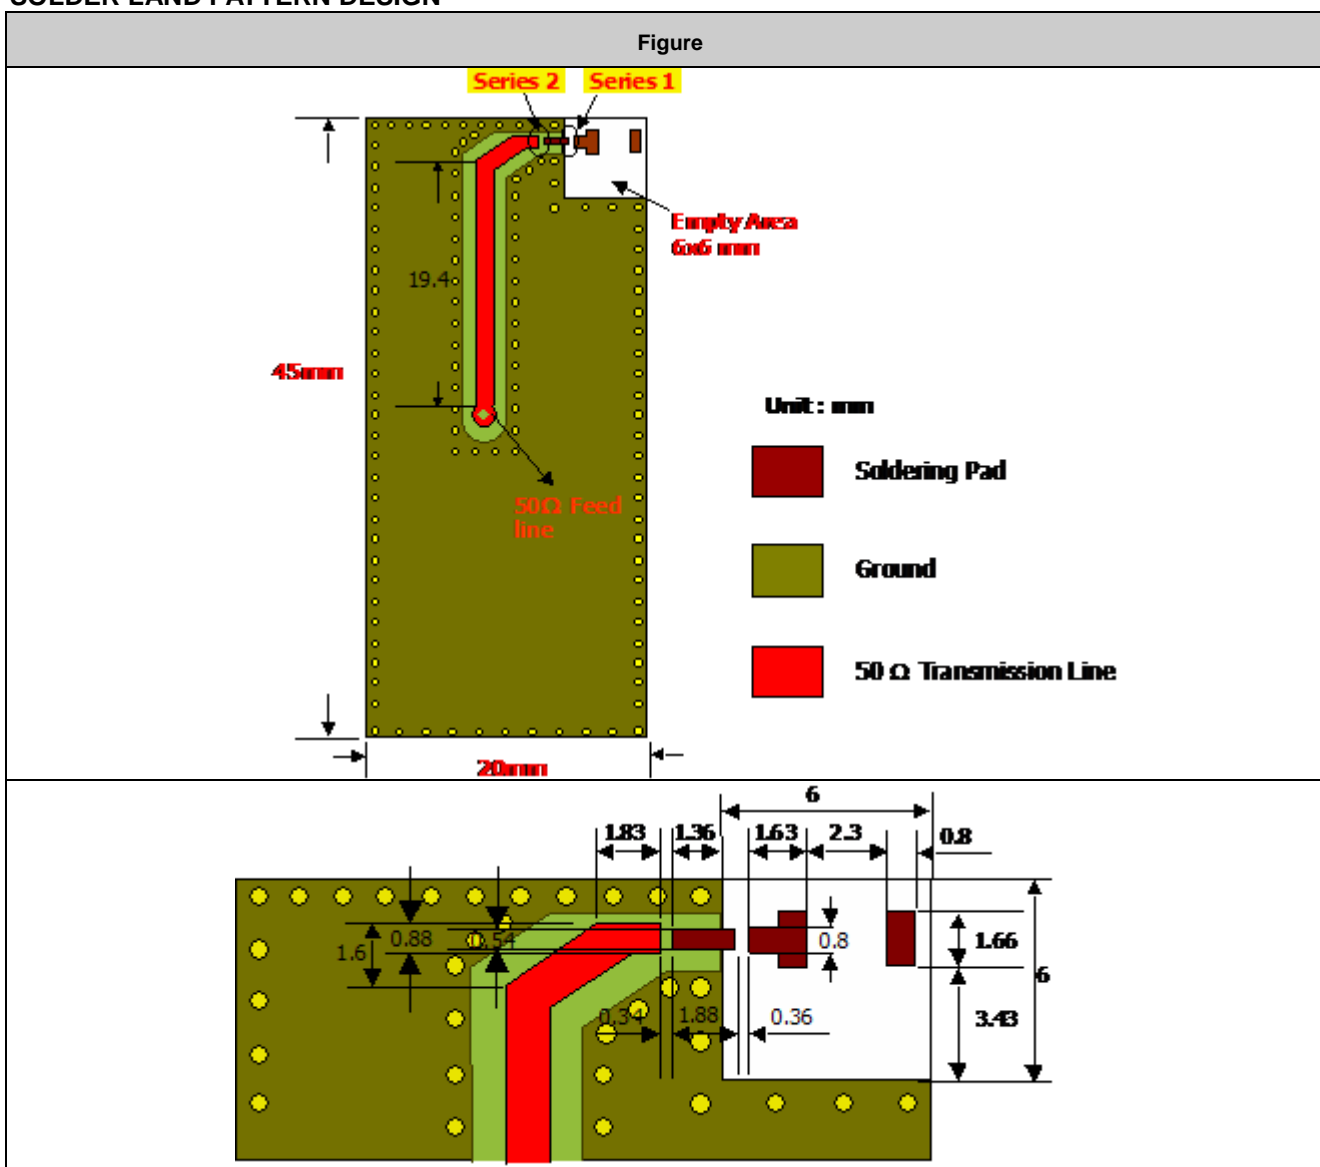 SOLDER LAND PATTERN DESIGN
Figure
Series 2 Series 1
Empty Area
6x6 mm
19.4
45mm
50Ω Feed
line
Unit : mm
Soldering Pad
Ground
50 Ω Transmission Line
20mm
6
1.83 1.36 1.63 2.3 0.8
1.6 0.88 0.54 0.8 1.66
6
0.34 1.88 0.36 3.43